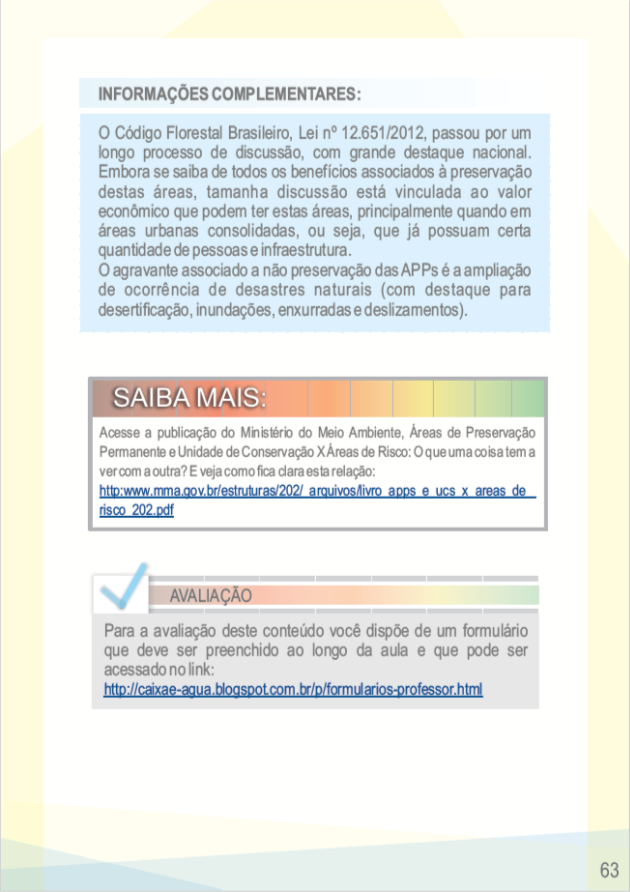 INFORMAÇÕES COMPLEMENTARES:
O Código Florestal Brasileiro, Lei nº 12.651/2012, passou por um
longo processo de discussão, com grande destaque nacional.
Embora se saiba de todos os benefícios associados à preservação
destas áreas, tamanha discussão está vinculada ao valor
econômico que podem ter estas áreas, principalmente quando em
áreas urbanas consolidadas, ou seja, que já possuam certa
quantidade de pessoas e infraestrutura.
O agravante associado a não preservação das APPs é a ampliação
de ocorrência de desastres naturais (com destaque para
desertificação, inundações, enxurradas e deslizamentos).
SAIBA MAIS:
Acesse a publicação do Ministério do Meio Ambiente, Áreas de Preservação
Permanente e Unidade de Conservação X Áreas de Risco: O que uma coisa tem a
ver com a outra? E veja como fica clara esta relação:
http:www.mma.gov.br/estruturas/202/_arquivos/livro_apps_e_ucs_x_areas_de_
risco_202.pdf
AVALIAÇÃO
Para a avaliação deste conteúdo você dispõe de um formulário
que deve ser preenchido ao longo da aula e que pode ser
acessado no link:
http://caixae-agua.blogspot.com.br/p/formularios-professor.html
63